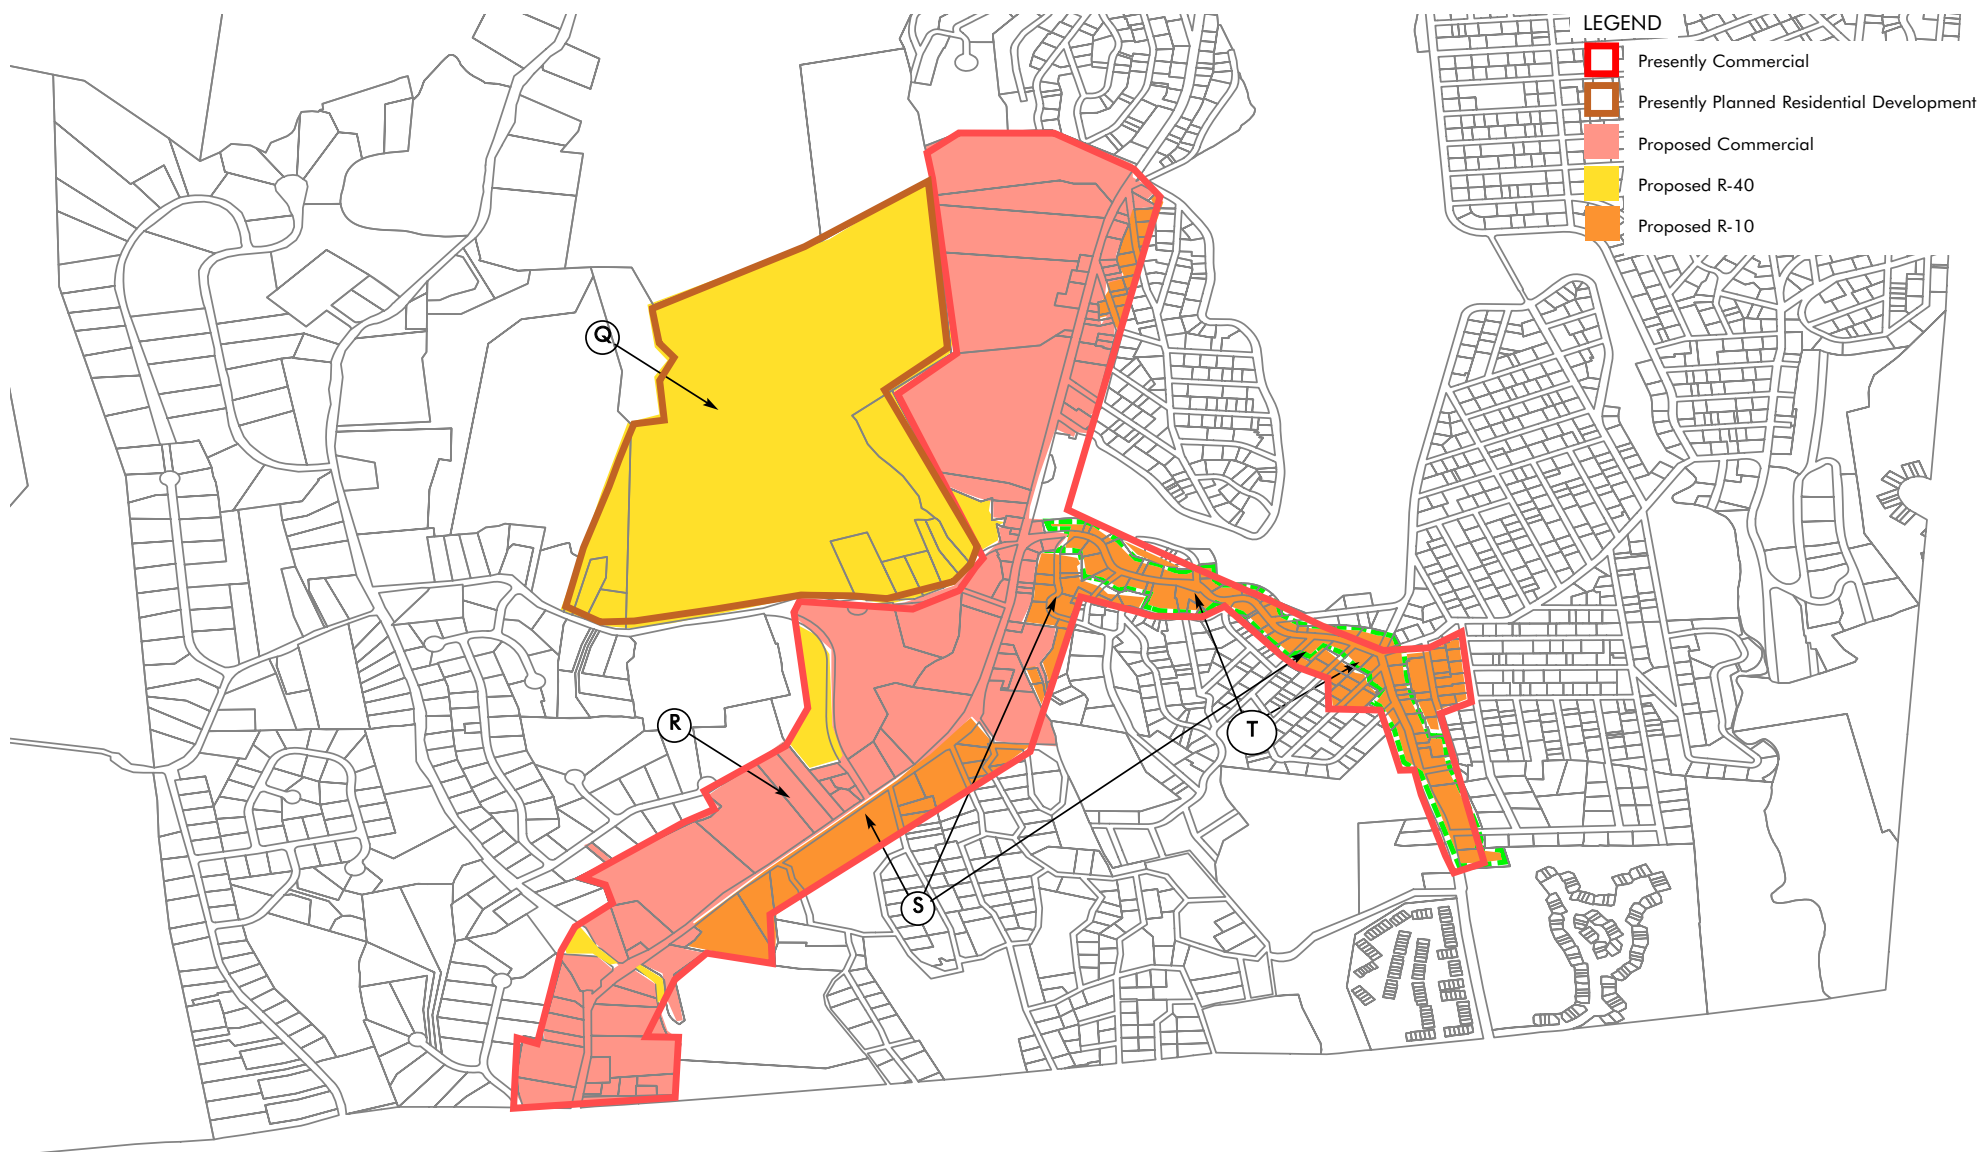 LEGEND
Presently Commercial
Presently Planned Residential Development
Proposed Commercial
Proposed R-40
Proposed R-10
Q
R
T
S